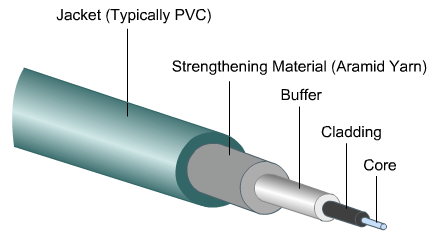 Jacket (Typically PVC)
Strengthening Material (Aramid Yarn)
Buffer
Cladding
Core